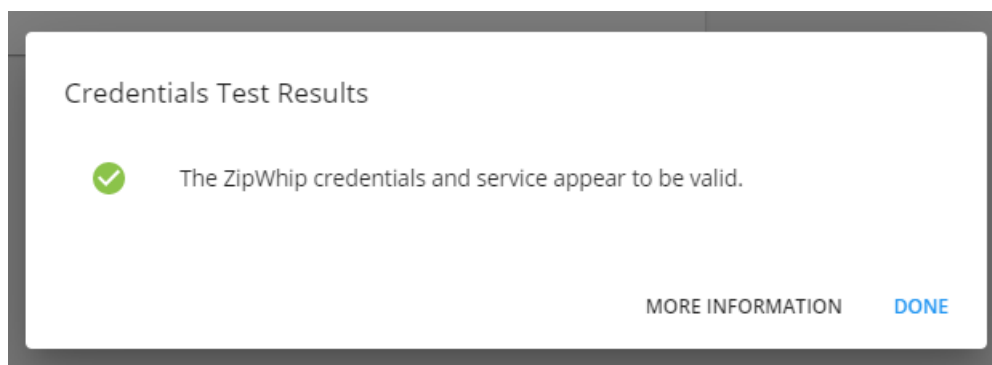 Credentials Test Results
The ZipWhip credentials and service appear to be valid.
MORE INFORMATION DONE